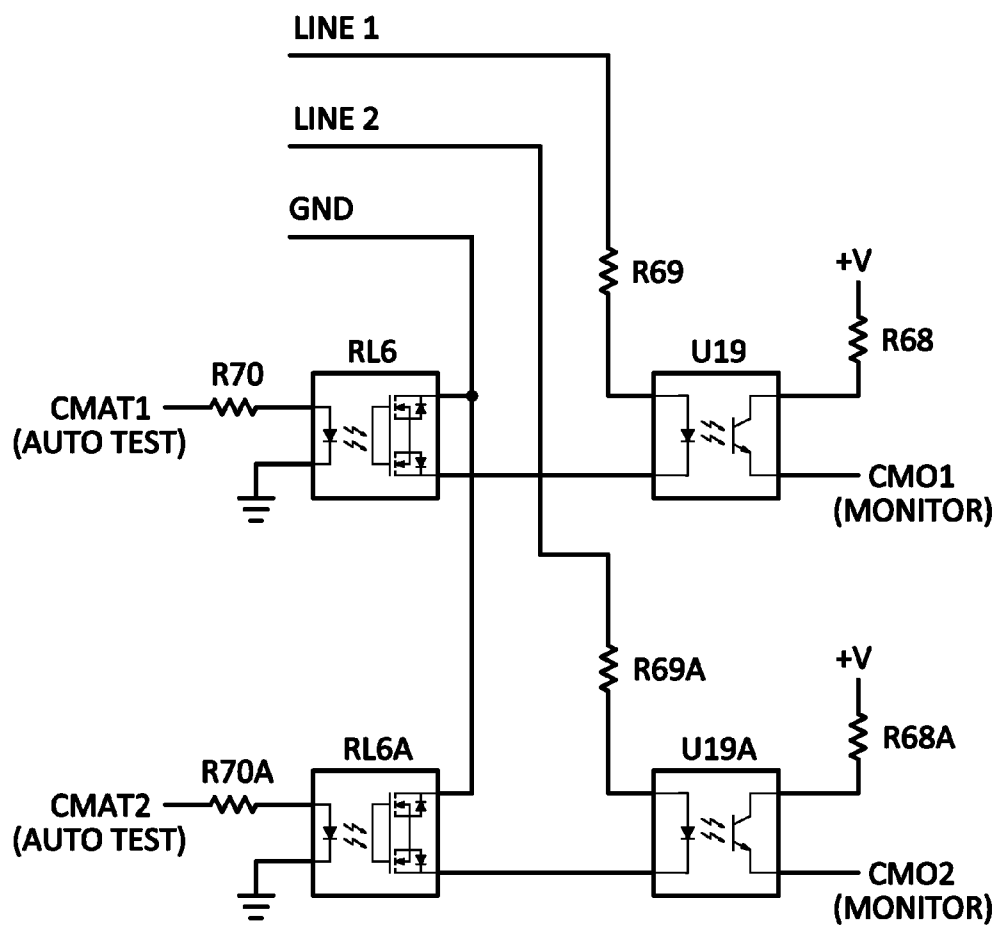 LINE 1
LINE 2
GND
R69
+V
R68
RL6
U19
R70
CMAT1
(AUTO TEST)
CMO1
(MONITOR)
R69A
+V
R68A
RL6A
U19A
R70A
CMAT2
(AUTO TEST)
CMO2
(MONITOR)